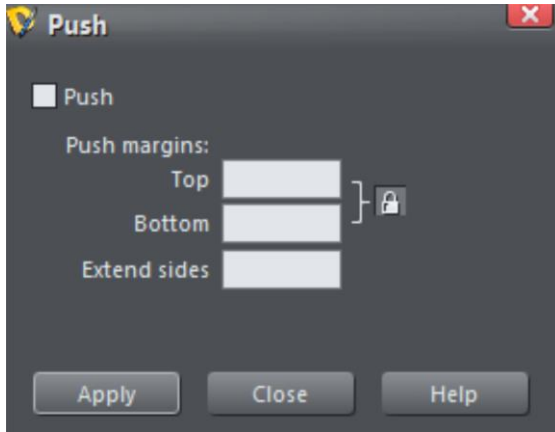 Push
Push
Push margins:
Top
Bottom
Extend sides
Apply Close Help